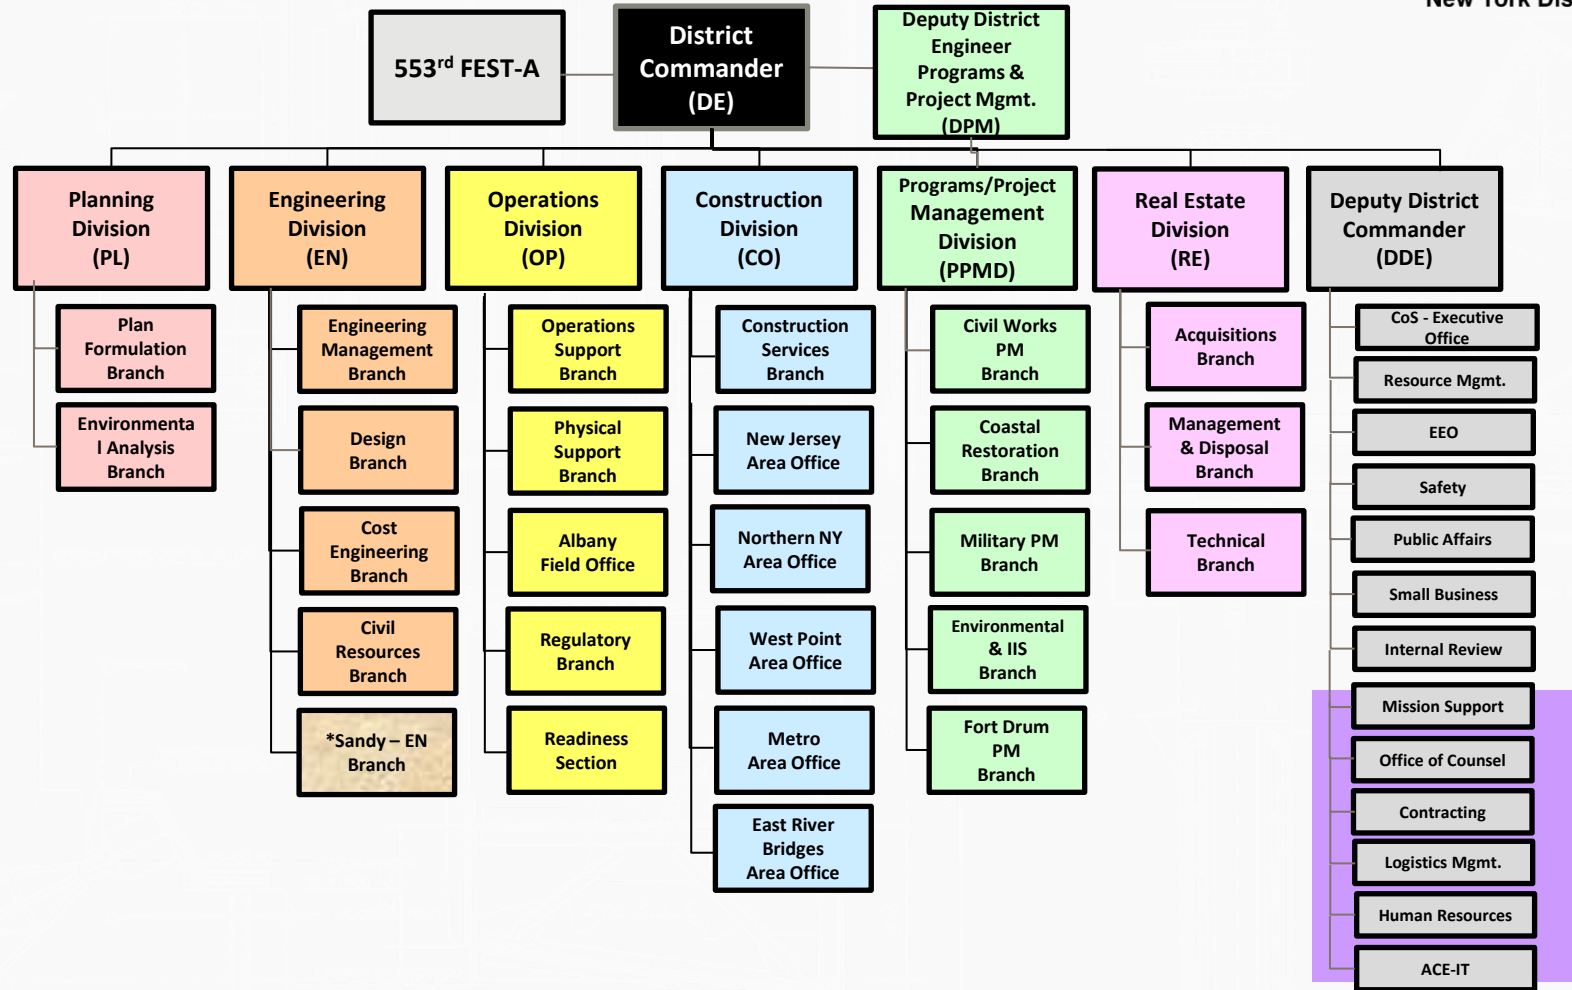 New York Dis
553rd FEST-A
District
Commander
(DE)
Deputy District
Engineer
Programs &
Project Mgmt.
(DPM)
Planning
Division
(PL)
Engineering
Division
(EN)
Operations
Division
(OP)
Construction
Division
(CO)
Programs/Project
Management
Division
(PPMD)
Real Estate
Division
(RE)
Deputy District
Commander
(DDE)
Plan
Formulation
Branch
Environmenta
l Analysis
Branch
Engineering
Management
Branch
Design
Branch
Cost
Engineering
Branch
Civil
Resources
Branch
*Sandy – EN
Branch
Operations
Support
Branch
Physical
Support
Branch
Albany
Field Office
Regulatory
Branch
Readiness
Section
Construction
Services
Branch
New Jersey
Area Office
Northern NY
Area Office
West Point
Area Office
Metro
Area Office
East River
Bridges
Area Office
Civil Works
PM
Branch
Coastal
Restoration
Branch
Military PM
Branch
Environmental
& IIS
Branch
Fort Drum
PM
Branch
Acquisitions
Branch
Management
& Disposal
Branch
Technical
Branch
CoS - Executive
Office
Resource Mgmt.
EEO
Safety
Public Affairs
Small Business
Internal Review
Mission Support
Office of Counsel
Contracting
Logistics Mgmt.
Human Resources
ACE-IT